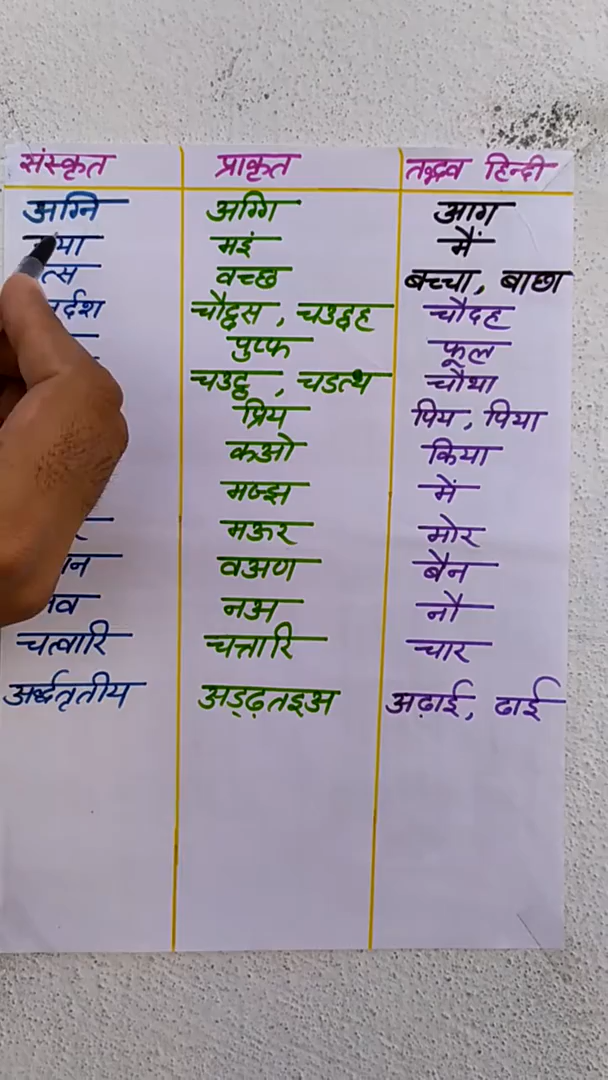 संस्कृत प्राकृत तद्भव हिन्दी
अग्नि अग्गि आग
मइं मैं
वच्छ बच्चा, बाछा
चौद्दस, चउद्दह चौदह
पुप्फ फूल
चउट्ठ, चडत्थ चौथा
प्रिय पिय, पिया
कओ किया
मज्झ में
मऊर मोर
वअण बैन
नअ नौ
चत्वारि चत्तारि चार
अर्द्धतृतीय अड्ढतइअ अढ़ाई, ढाई